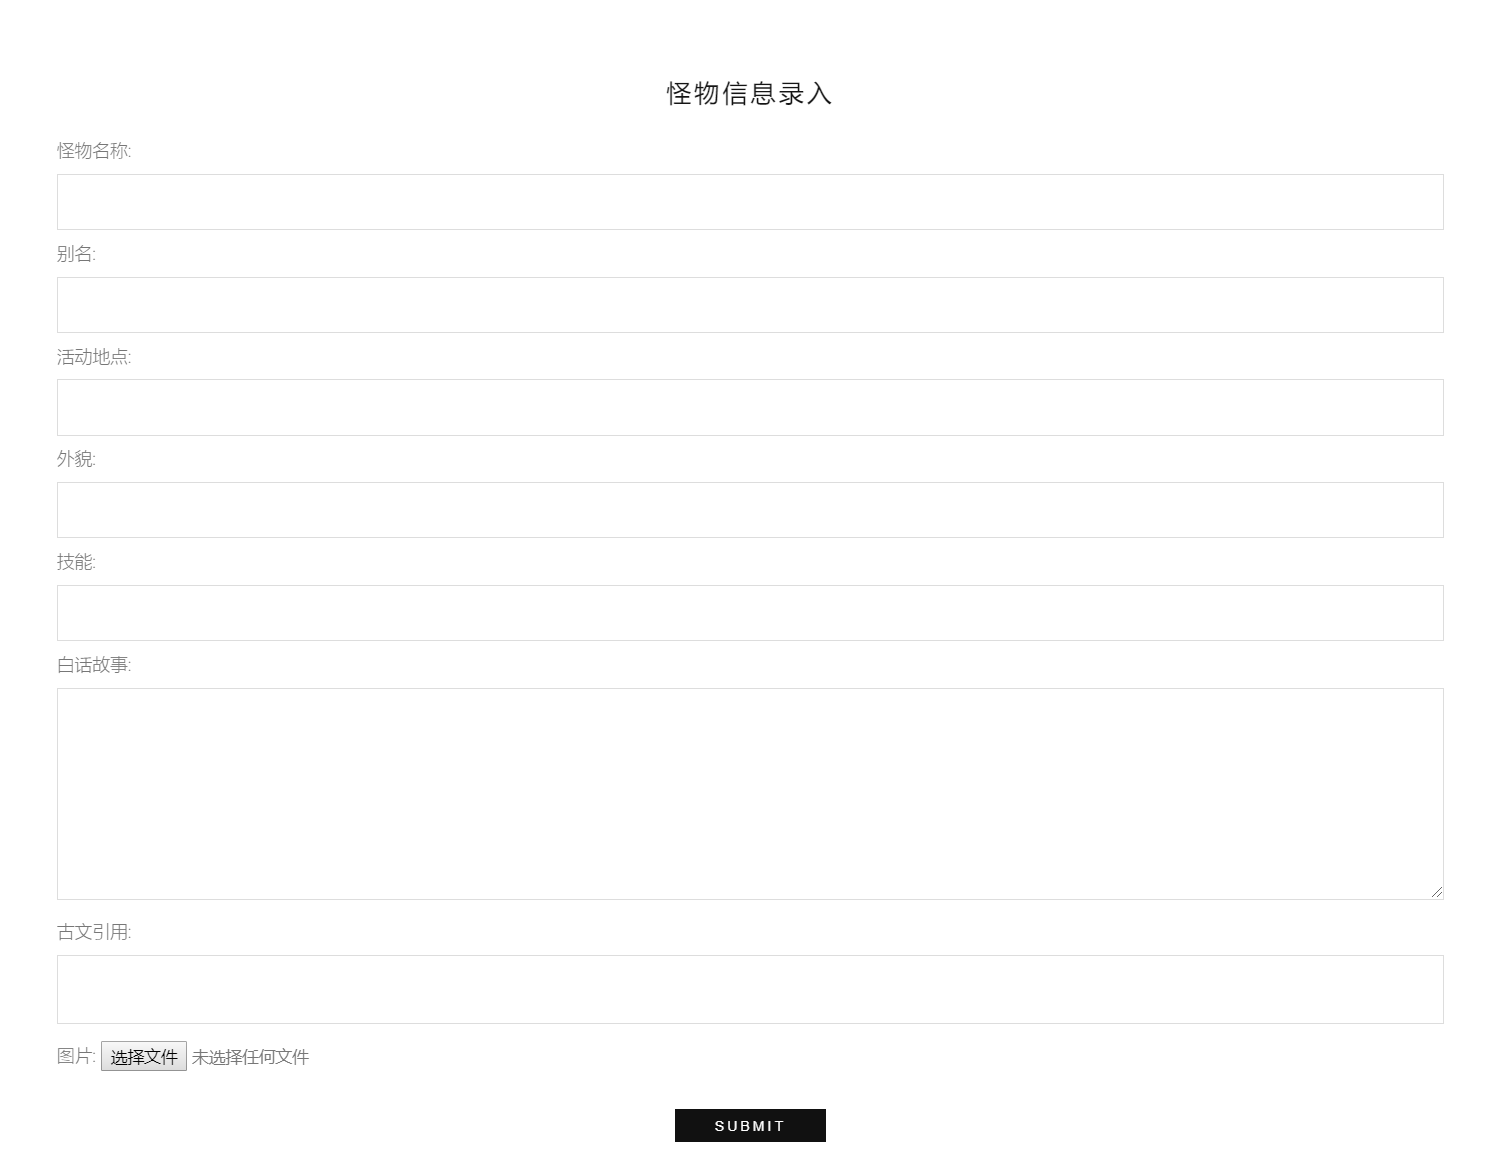 怪物信息录入
怪物名称:
别名:
活动地点:
外貌:
技能:
白话故事:
古文引用:
图片: 选择文件 未选择任何文件
SUBMIT